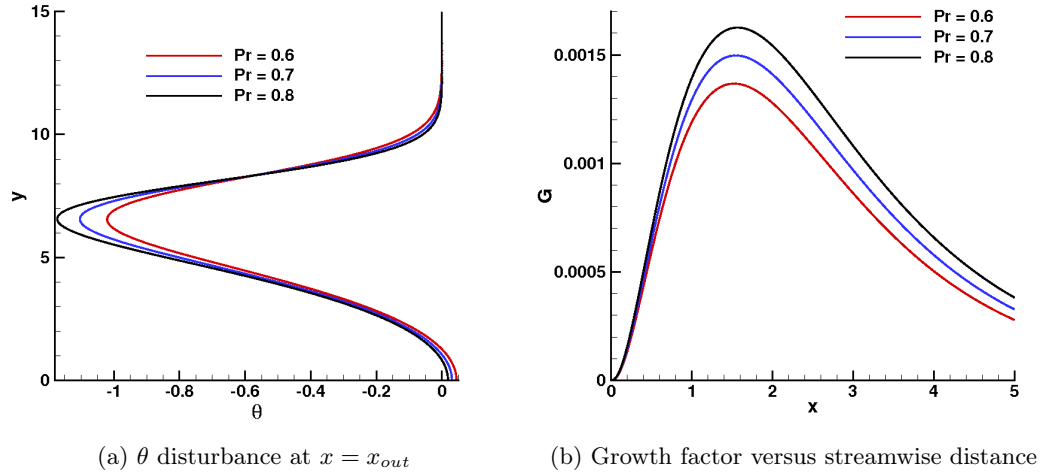 15
10
5
0
y
Pr = 0.6
Pr = 0.7
Pr = 0.8
-1
-0.8
-0.6
-0.4
-0.2
0
θ
(a) θ disturbance at x = x_out
0.0015
0.001
0.0005
0
G
Pr = 0.6
Pr = 0.7
Pr = 0.8
0
1
2
3
4
5
x
(b) Growth factor versus streamwise distance